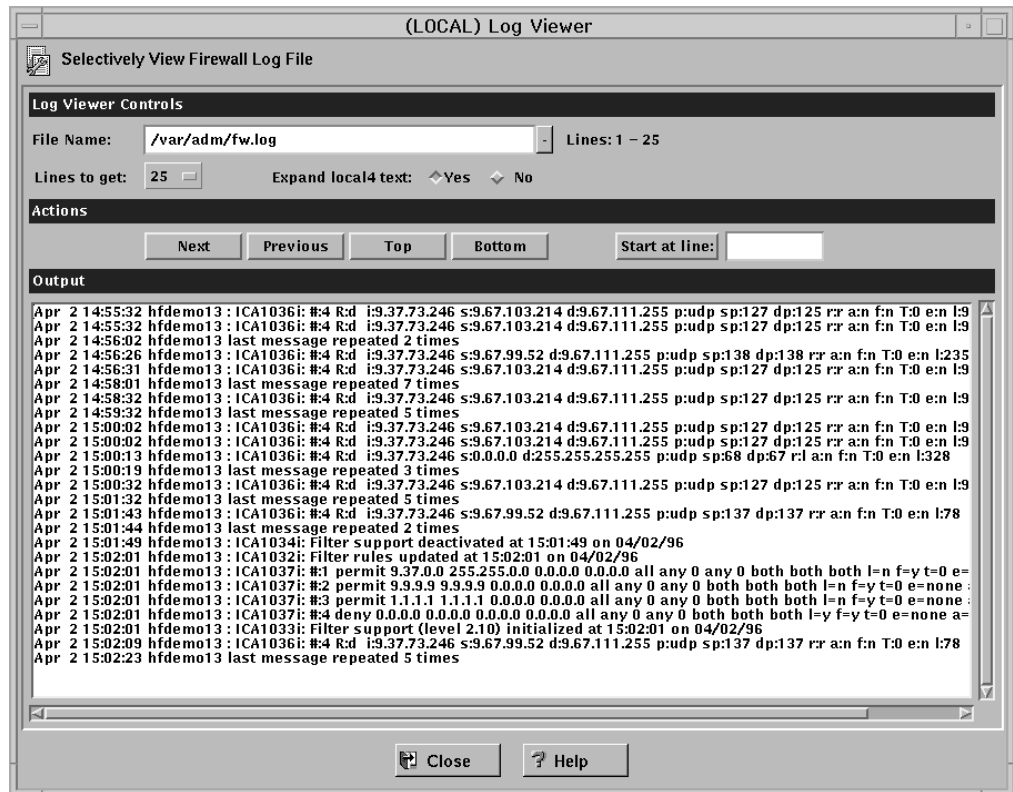 (LOCAL) Log Viewer
Selectively View Firewall Log File
Log Viewer Controls
File Name: /var/adm/fw.log Lines: 1 – 25
Lines to get: 25 Expand local4 text: Yes No
Actions
Next Previous Top Bottom Start at line:
Output
Apr 2 14:55:32 hfdemo13 : ICA1036i: #:4 R:d i:9.37.73.246 s:9.67.103.214 d:9.67.111.255 p:udp sp:127 dp:125 r:r a:n f:n T:0 e:n l:9
Apr 2 14:55:32 hfdemo13 : ICA1036i: #:4 R:d i:9.37.73.246 s:9.67.103.214 d:9.67.111.255 p:udp sp:127 dp:125 r:r a:n f:n T:0 e:n l:9
Apr 2 14:56:02 hfdemo13 last message repeated 2 times
Apr 2 14:56:26 hfdemo13 : ICA1036i: #:4 R:d i:9.37.73.246 s:9.67.99.52 d:9.67.111.255 p:udp sp:138 dp:138 r:r a:n f:n T:0 e:n l:235
Apr 2 14:56:31 hfdemo13 : ICA1036i: #:4 R:d i:9.37.73.246 s:9.67.103.214 d:9.67.111.255 p:udp sp:127 dp:125 r:r a:n f:n T:0 e:n l:9
Apr 2 14:58:01 hfdemo13 last message repeated 7 times
Apr 2 14:58:32 hfdemo13 : ICA1036i: #:4 R:d i:9.37.73.246 s:9.67.103.214 d:9.67.111.255 p:udp sp:127 dp:125 r:r a:n f:n T:0 e:n l:9
Apr 2 14:59:32 hfdemo13 last message repeated 5 times
Apr 2 15:00:02 hfdemo13 : ICA1036i: #:4 R:d i:9.37.73.246 s:9.67.103.214 d:9.67.111.255 p:udp sp:127 dp:125 r:r a:n f:n T:0 e:n l:9
Apr 2 15:00:02 hfdemo13 : ICA1036i: #:4 R:d i:9.37.73.246 s:9.67.103.214 d:9.67.111.255 p:udp sp:127 dp:125 r:r a:n f:n T:0 e:n l:9
Apr 2 15:00:13 hfdemo13 : ICA1036i: #:4 R:d i:9.37.73.246 s:0.0.0.0 d:255.255.255.255 p:udp sp:68 dp:67 r:l a:n f:n T:0 e:n l:328
Apr 2 15:00:19 hfdemo13 last message repeated 3 times
Apr 2 15:00:32 hfdemo13 : ICA1036i: #:4 R:d i:9.37.73.246 s:9.67.103.214 d:9.67.111.255 p:udp sp:127 dp:125 r:r a:n f:n T:0 e:n l:9
Apr 2 15:01:32 hfdemo13 last message repeated 5 times
Apr 2 15:01:43 hfdemo13 : ICA1036i: #:4 R:d i:9.37.73.246 s:9.67.99.52 d:9.67.111.255 p:udp sp:137 dp:137 r:r a:n f:n T:0 e:n l:78
Apr 2 15:01:44 hfdemo13 last message repeated 2 times
Apr 2 15:01:49 hfdemo13 : ICA1034i: Filter support deactivated at 15:01:49 on 04/02/96
Apr 2 15:02:01 hfdemo13 : ICA1032i: Filter rules updated at 15:02:01 on 04/02/96
Apr 2 15:02:01 hfdemo13 : ICA1037i: #:1 permit 9.37.0.0 255.255.0.0 0.0.0.0 0.0.0.0 all any 0 any 0 both both both l=n f=y t=0 e=
Apr 2 15:02:01 hfdemo13 : ICA1037i: #:2 permit 9.9.9.9 9.9.9.9 0.0.0.0 0.0.0.0 all any 0 any 0 both both both l=n f=y t=0 e=none
Apr 2 15:02:01 hfdemo13 : ICA1037i: #:3 permit 1.1.1.1 1.1.1.1 0.0.0.0 0.0.0.0 all any 0 any 0 both both both l=n f=y t=0 e=none
Apr 2 15:02:01 hfdemo13 : ICA1037i: #:4 deny 0.0.0.0 0.0.0.0 0.0.0.0 0.0.0.0 all any 0 any 0 both both both l=y f=y t=0 e=none a=
Apr 2 15:02:01 hfdemo13 : ICA1033i: Filter support (level 2.10) initialized at 15:02:01 on 04/02/96
Apr 2 15:02:09 hfdemo13 : ICA1036i: #:4 R:d i:9.37.73.246 s:9.67.99.52 d:9.67.111.255 p:udp sp:137 dp:137 r:r a:n f:n T:0 e:n l:78
Apr 2 15:02:23 hfdemo13 last message repeated 5 times
Close Help